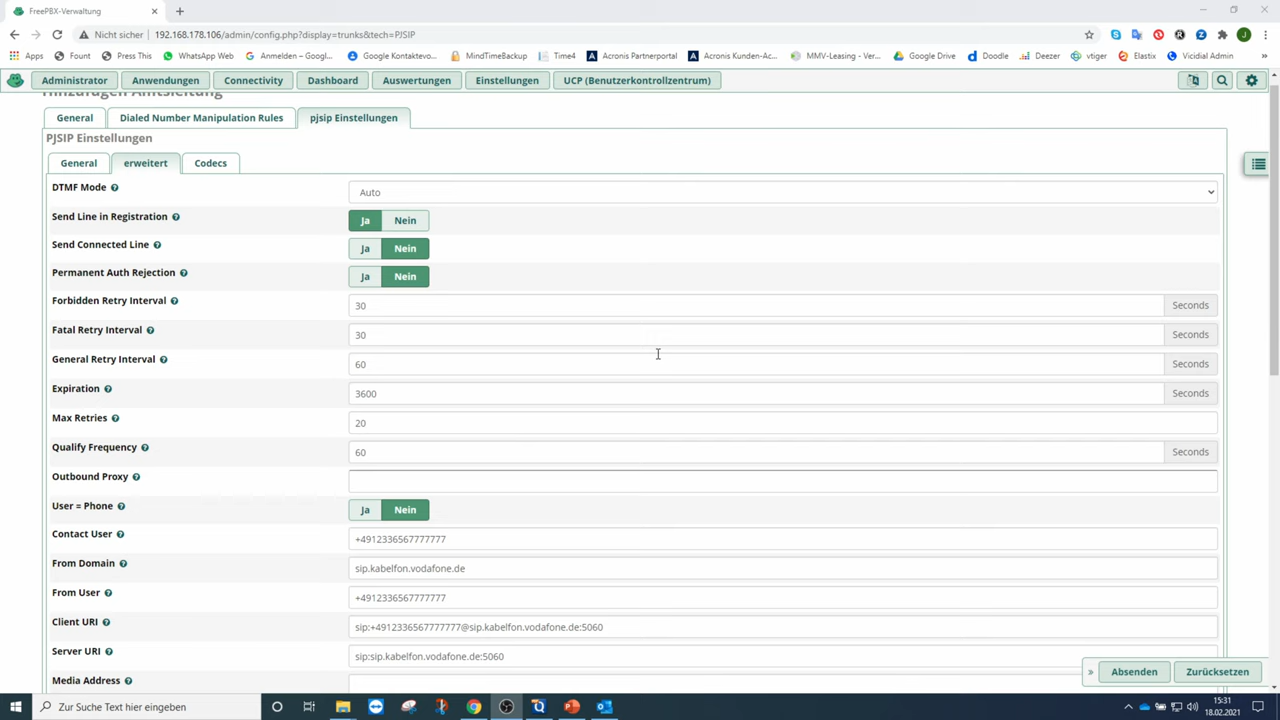 FreePBX-Verwaltung
Nicht sicher 192.168.178.106/admin/config.php?display=trunks&tech=PJSIP
Apps Fount Press This WhatsApp Web Anmelden – Googl... Google Kontaktevo... MindTimeBackup Time4 Acronis Partnerportal Acronis Kunden-Ac... MMV-Leasing - Ver... Google Drive Doodle Deezer vtiger Elastix Vicidial Admin
Administrator Anwendungen Connectivity Dashboard Auswertungen Einstellungen UCP (Benutzerkontrollzentrum)
Hinzufügen Amtsleitung
General Dialed Number Manipulation Rules pjsip Einstellungen
PJSIP Einstellungen
General erweitert Codecs
DTMF Mode Auto
Send Line in Registration Ja Nein
Send Connected Line Ja Nein
Permanent Auth Rejection Ja Nein
Forbidden Retry Interval 30 Seconds
Fatal Retry Interval 30 Seconds
General Retry Interval 60 Seconds
Expiration 3600 Seconds
Max Retries 20
Qualify Frequency 60 Seconds
Outbound Proxy
User = Phone Ja Nein
Contact User +4912336567777777
From Domain sip.kabelfon.vodafone.de
From User +4912336567777777
Client URI sip:+4912336567777777@sip.kabelfon.vodafone.de:5060
Server URI sip:sip.kabelfon.vodafone.de:5060
Media Address
» Absenden Zurücksetzen
Zur Suche Text hier eingeben
15:31
18.02.2021